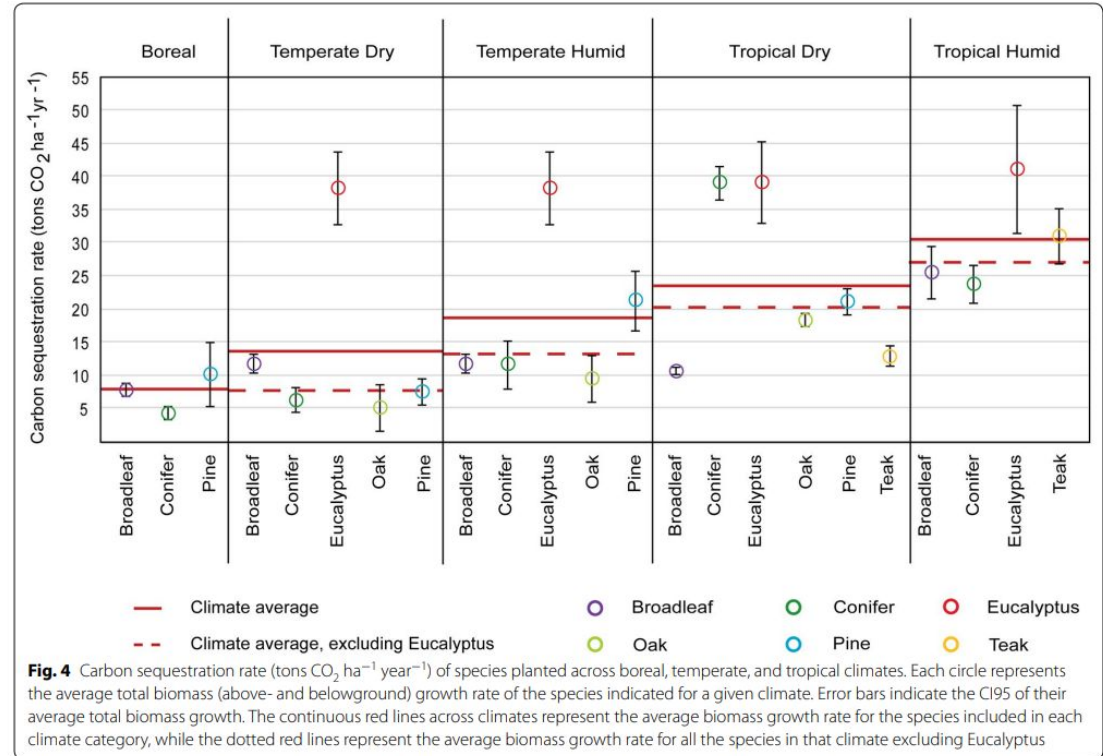 Boreal Temperate Dry Temperate Humid Tropical Dry Tropical Humid
Carbon sequestration rate (tons CO₂ ha⁻¹yr⁻¹)
55
50
45
40
35
30
25
20
15
10
5
Broadleaf Conifer Pine Broadleaf Conifer Eucalyptus Oak Pine Broadleaf Conifer Eucalyptus Oak Pine Broadleaf Conifer Eucalyptus Oak Pine Teak Broadleaf Conifer Eucalyptus Teak
Climate average Broadleaf Conifer Eucalyptus
Climate average, excluding Eucalyptus Oak Pine Teak
Fig. 4 Carbon sequestration rate (tons CO₂ ha⁻¹ year⁻¹) of species planted across boreal, temperate, and tropical climates. Each circle represents
the average total biomass (above- and belowground) growth rate of the species indicated for a given climate. Error bars indicate the CI95 of their
average total biomass growth. The continuous red lines across climates represent the average biomass growth rate for the species included in each
climate category, while the dotted red lines represent the average biomass growth rate for all the species in that climate excluding Eucalyptus